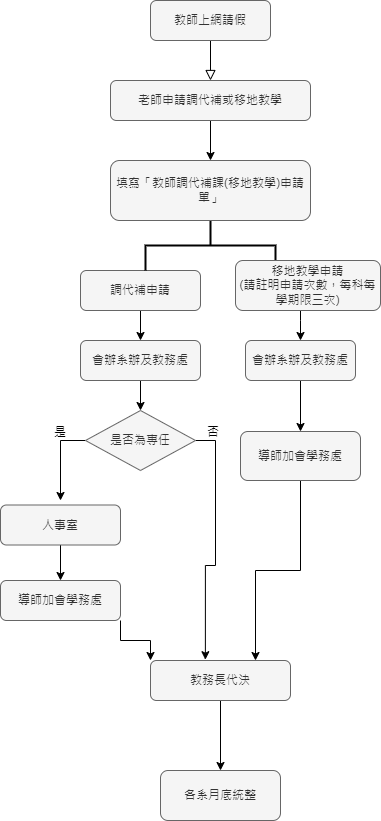 教師上網請假
老師申請調代補或移地教學
填寫「教師調代補課(移地教學)申請
單」
調代補申請
移地教學申請
(請註明申請次數，每科每
學期限三次)
會辦系辦及教務處
會辦系辦及教務處
是
是否為專任
否
導師加會學務處
人事室
導師加會學務處
教務長代決
各系月底統整